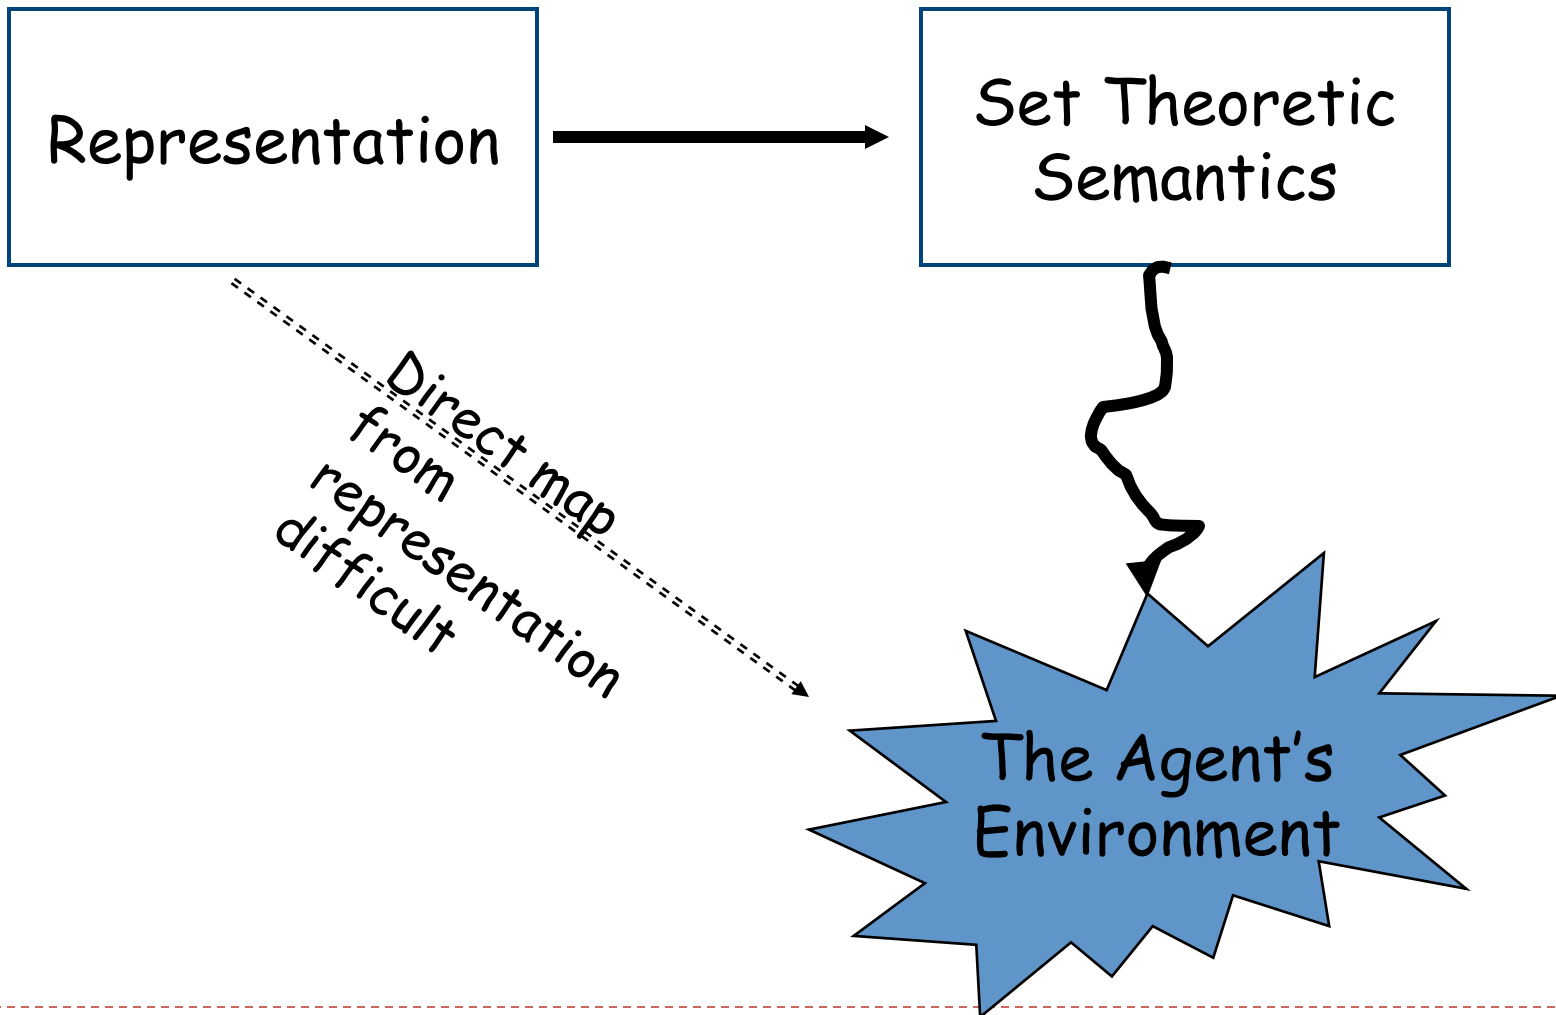 Representation
Set Theoretic
Semantics
Direct map
from
representation
difficult
The Agent's
Environment